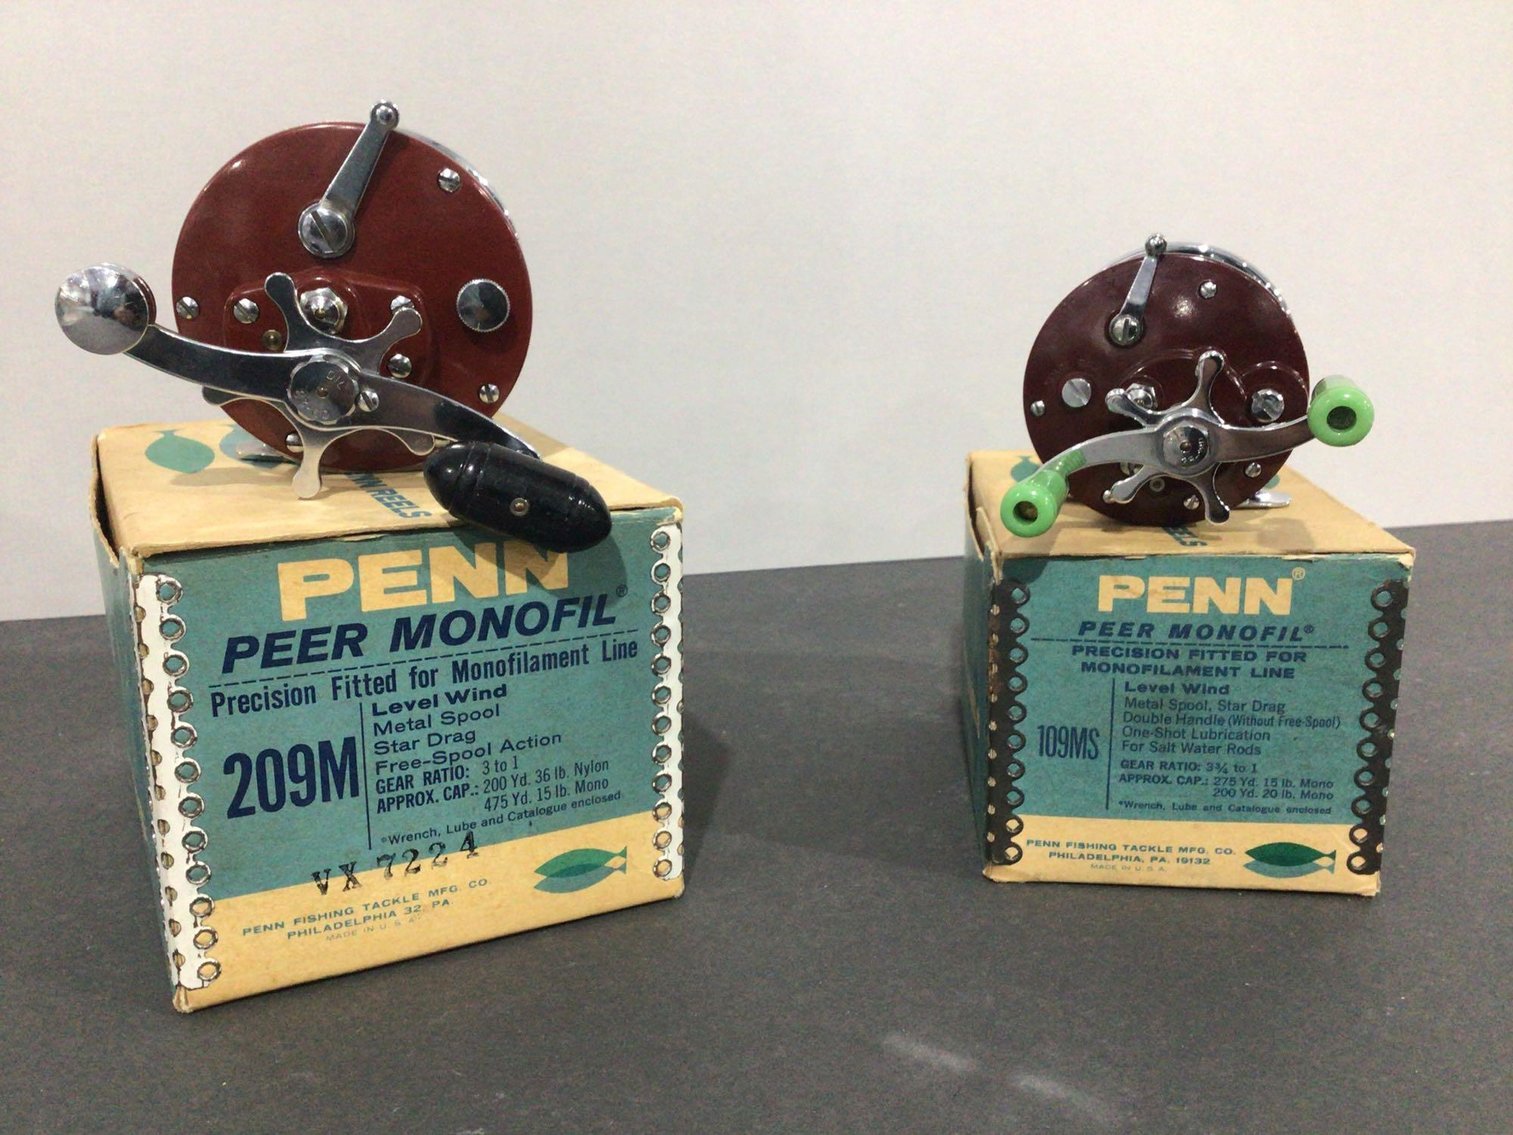 PENN
PEER MONOFIL®
Precision Fitted for Monofilament Line
209M
Level Wind
Metal Spool
Star Drag
Free-Spool Action
GEAR RATIO: 3 to 1
APPROX. CAP.: 200 Yd. 36 lb. Nylon
475 Yd. 15 lb. Mono
*Wrench, Lube and Catalogue enclosed
VX 7224
PENN FISHING TACKLE MFG. CO.
PHILADELPHIA 32, PA
MADE IN U.S.A.
REELS
PENN®
PEER MONOFIL®
PRECISION FITTED FOR
MONOFILAMENT LINE
109MS
Level Wind
Metal Spool, Star Drag
Double Handle (Without Free-Spool)
One-Shot Lubrication
For Salt Water Rods
GEAR RATIO: 3¾ to 1
APPROX. CAP.: 275 Yd. 15 lb. Mono
200 Yd. 20 lb. Mono
*Wrench, Lube and Catalogue enclosed
PENN FISHING TACKLE MFG. CO.
PHILADELPHIA, PA. 19132
MADE IN U.S.A.